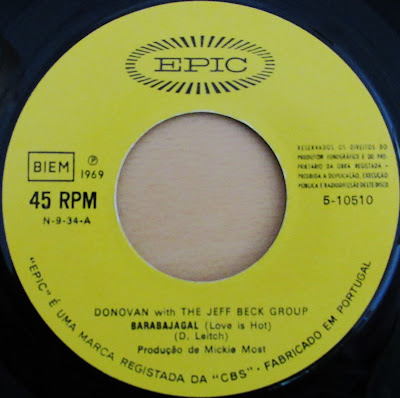 EPIC
BIEM
℗
1969
45 RPM
N-9-34-A
RESERVADOS OS DIREITOS DO
PRODUTOR FONOGRÁFICO E DO PRO-
PRIETÁRIO DA OBRA REGISTADA -
PROIBIDA A DUPLICAÇÃO, EXECUÇÃO
PÚBLICA E RADIODIFUSÃO DESTE DISCO
5-10510
DONOVAN with THE JEFF BECK GROUP
BARABAJAGAL (Love is Hot)
(D. Leitch)
Produção de Mickie Most
"EPIC" É UMA MARCA REGISTADA DA "CBS" - FABRICADO EM PORTUGAL